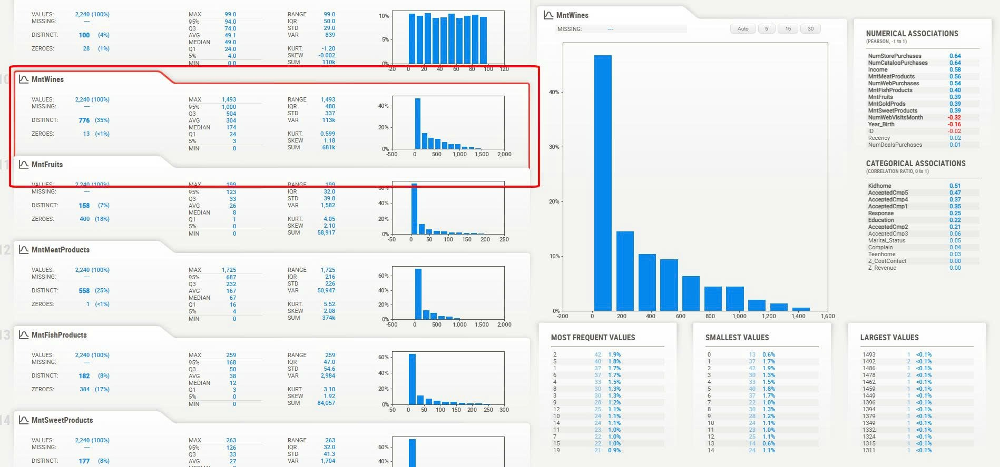 VALUES: 2,240 (100%)
MISSING: ---
DISTINCT: 100 (4%)
ZEROES: 28 (1%)
MAX 99.0
95% 94.0
Q3 74.0
AVG 49.1
MEDIAN 49.0
Q1 24.0
5% 4.0
MIN 0.0
RANGE 99.0
IQR 50.0
STD 29.0
VAR 839
KURT. -1.20
SKEW -0.002
SUM 110k
10%
5%
0%
-20 0 20 40 60 80 100 120
10
MntWines
VALUES: 2,240 (100%)
MISSING: ---
DISTINCT: 776 (35%)
ZEROES: 13 (<1%)
MAX 1,493
95% 1,000
Q3 504
AVG 304
MEDIAN 174
Q1 24
5% 3
MIN 0
RANGE 1,493
IQR 480
STD 337
VAR 113k
KURT. 0.599
SKEW 1.18
SUM 681k
40%
20%
0%
-500 0 500 1,000 1,500 2,000
11
MntFruits
VALUES: 2,240 (100%)
MISSING: ---
DISTINCT: 158 (7%)
ZEROES: 400 (18%)
MAX 199
95% 123
Q3 33
AVG 26
MEDIAN 8
Q1 1
5% 0
MIN 0
RANGE 199
IQR 32.0
STD 39.8
VAR 1,582
KURT. 4.05
SKEW 2.10
SUM 58,917
60%
40%
20%
0%
-50 0 50 100 150 200 250
12
MntMeatProducts
VALUES: 2,240 (100%)
MISSING: ---
DISTINCT: 558 (25%)
ZEROES: 1 (<1%)
MAX 1,725
95% 687
Q3 232
AVG 167
MEDIAN 67
Q1 16
5% 4
MIN 0
RANGE 1,725
IQR 216
STD 226
VAR 50,947
KURT. 5.52
SKEW 2.08
SUM 374k
60%
40%
20%
0%
-500 0 500 1,000 1,500 2,000
13
MntFishProducts
VALUES: 2,240 (100%)
MISSING: ---
DISTINCT: 182 (8%)
ZEROES: 384 (17%)
MAX 259
95% 168
Q3 50
AVG 38
MEDIAN 12
Q1 3
5% 0
MIN 0
RANGE 259
IQR 47.0
STD 54.6
VAR 2,984
KURT. 3.10
SKEW 1.92
SUM 84,057
60%
40%
20%
0%
-50 0 50 100 150 200 250 300
14
MntSweetProducts
VALUES: 2,240 (100%)
MISSING: ---
DISTINCT: 177 (8%)
MAX 263
95% 126
Q3 33
AVG 27
RANGE 263
IQR 32.0
STD 41.3
VAR 1,704
60%
40%
MntWines
MISSING: ---
Auto 5 15 30
40%
30%
20%
10%
0%
-200 0 200 400 600 800 1,000 1,200 1,400 1,600
NUMERICAL ASSOCIATIONS
(PEARSON, -1 to 1)
NumStorePurchases 0.64
NumCatalogPurchases 0.64
Income 0.58
MntMeatProducts 0.56
NumWebPurchases 0.54
MntFishProducts 0.40
MntFruits 0.39
MntGoldProds 0.39
MntSweetProducts 0.39
NumWebVisitsMonth -0.32
Year_Birth -0.16
ID -0.02
Recency 0.02
NumDealsPurchases 0.01
CATEGORICAL ASSOCIATIONS
(CORRELATION RATIO, 0 to 1)
Kidhome 0.51
AcceptedCmp5 0.47
AcceptedCmp4 0.37
AcceptedCmp1 0.35
Response 0.25
Education 0.22
AcceptedCmp2 0.21
AcceptedCmp3 0.06
Marital_Status 0.05
Complain 0.04
Teenhome 0.03
Z_CostContact 0.00
Z_Revenue 0.00
MOST FREQUENT VALUES
2 42 1.9%
5 40 1.8%
1 37 1.7%
6 37 1.7%
4 33 1.5%
8 30 1.3%
3 30 1.3%
9 28 1.2%
12 25 1.1%
10 24 1.1%
14 24 1.1%
11 23 1.0%
7 22 1.0%
15 22 1.0%
19 21 0.9%
SMALLEST VALUES
0 13 0.6%
1 37 1.7%
2 42 1.9%
3 30 1.3%
4 33 1.5%
5 40 1.8%
6 37 1.7%
7 22 1.0%
8 30 1.3%
9 28 1.2%
10 24 1.1%
11 23 1.0%
12 25 1.1%
13 14 0.6%
14 24 1.1%
LARGEST VALUES
1493 1 <0.1%
1492 2 <0.1%
1486 1 <0.1%
1478 2 <0.1%
1462 1 <0.1%
1459 1 <0.1%
1449 1 <0.1%
1396 1 <0.1%
1394 1 <0.1%
1379 1 <0.1%
1349 1 <0.1%
1332 1 <0.1%
1324 1 <0.1%
1315 1 <0.1%
1311 1 <0.1%